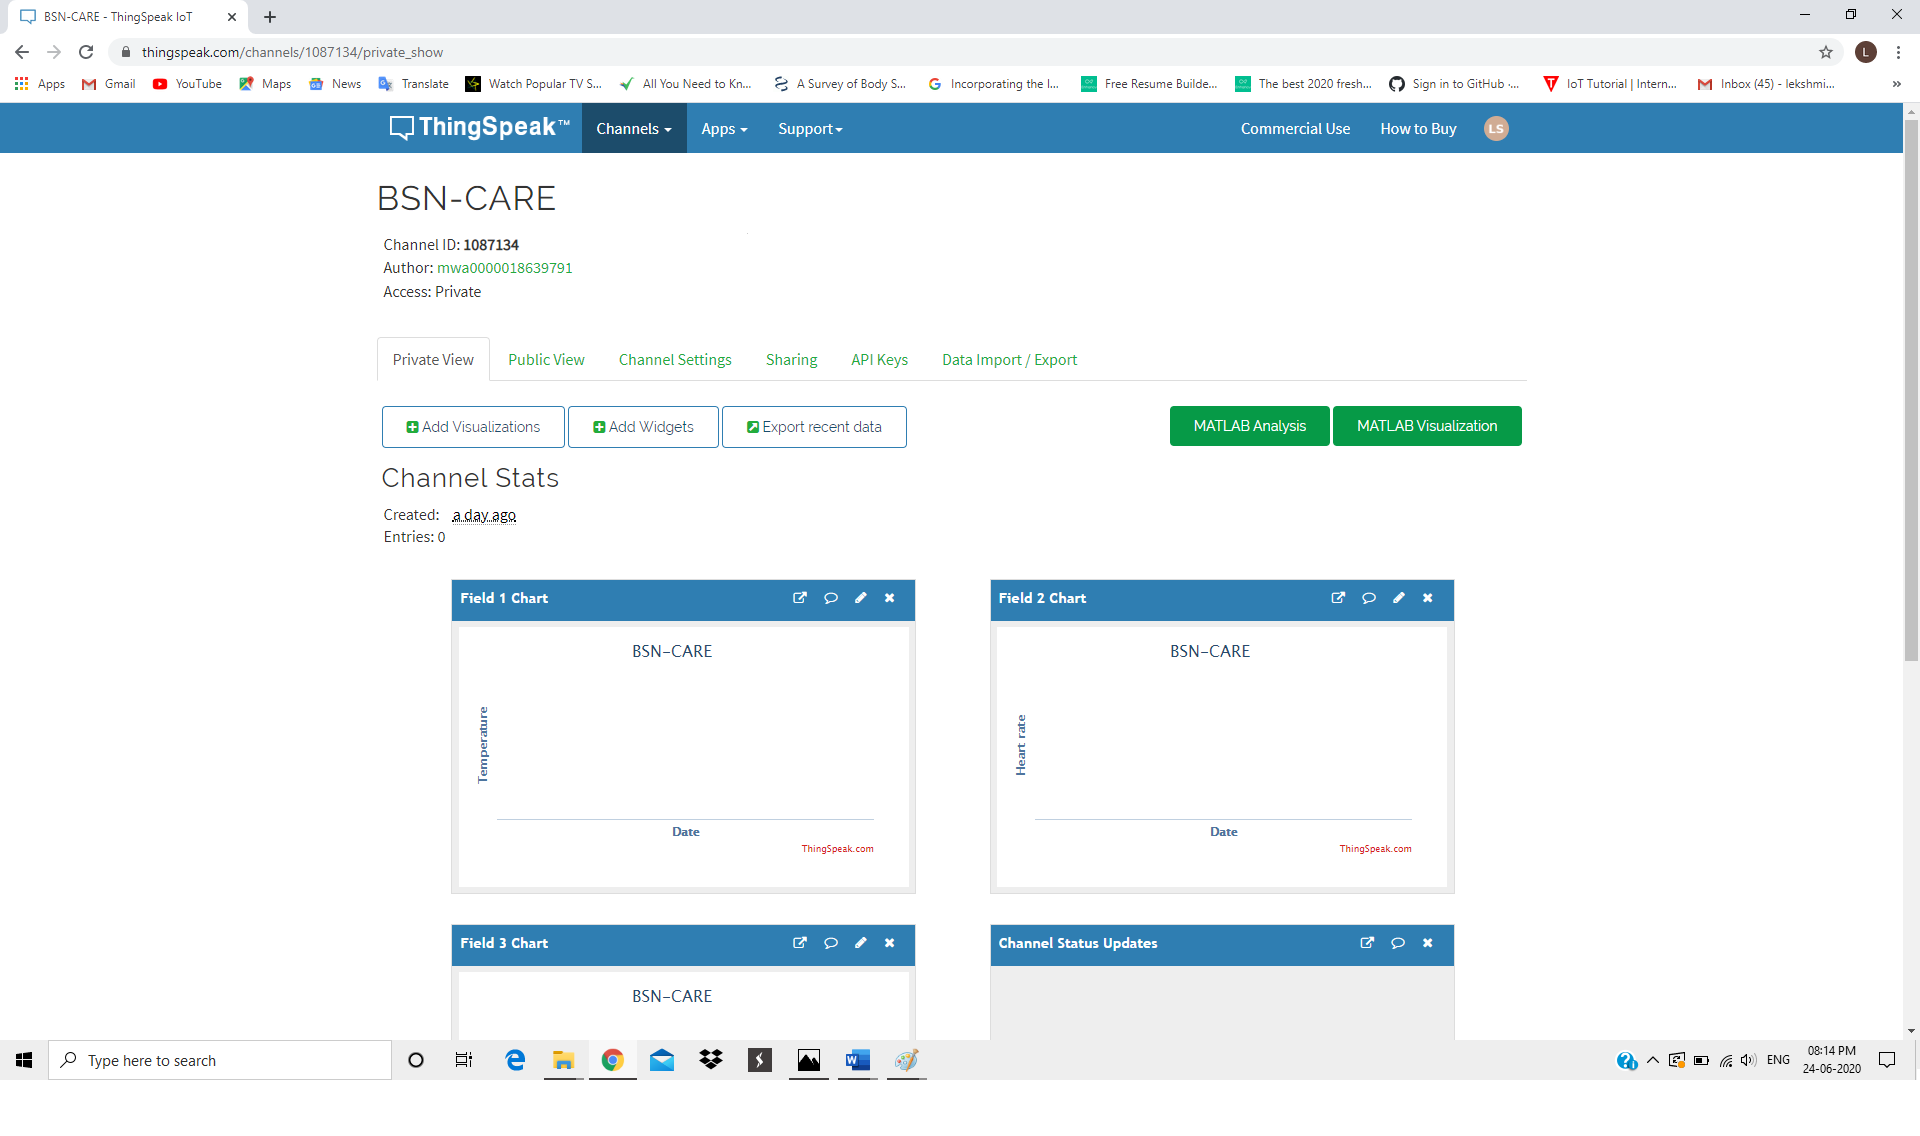 BSN-CARE - ThingSpeak IoT
thingspeak.com/channels/1087134/private_show
L
Apps Gmail YouTube Maps News Translate Watch Popular TV S... All You Need to Kn... A Survey of Body S... Incorporating the I... Free Resume Builde... The best 2020 fresh... Sign in to GitHub ·... IoT Tutorial | Intern... Inbox (45) - lekshmi... »
ThingSpeak™ Channels Apps Support Commercial Use How to Buy LS
BSN-CARE
Channel ID: 1087134
Author: mwa0000018639791
Access: Private
Private View Public View Channel Settings Sharing API Keys Data Import / Export
Add Visualizations Add Widgets Export recent data MATLAB Analysis MATLAB Visualization
Channel Stats
Created: a day ago
Entries: 0
Field 1 Chart
BSN-CARE
Temperature
Date
ThingSpeak.com
Field 2 Chart
BSN-CARE
Heart rate
Date
ThingSpeak.com
Field 3 Chart
BSN-CARE
Channel Status Updates
Type here to search
ENG
08:14 PM
24-06-2020